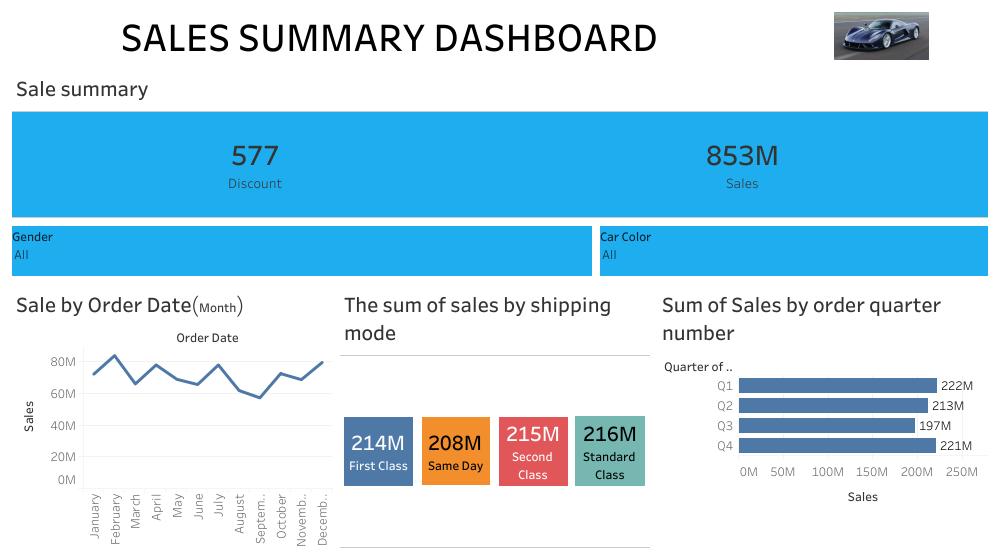 SALES SUMMARY DASHBOARD
Sale summary
577
Discount
853M
Sales
Gender
All
Car Color
All
Sale by Order Date(Month)
Order Date
Sales
80M
60M
40M
20M
0M
January
February
March
April
May
June
July
August
Septem..
October
Novemb..
Decemb..
The sum of sales by shipping
mode
214M
First Class
208M
Same Day
215M
Second
Class
216M
Standard
Class
Sum of Sales by order quarter
number
Quarter of ..
Q1
222M
Q2
213M
Q3
197M
Q4
221M
0M 50M 100M 150M 200M 250M
Sales